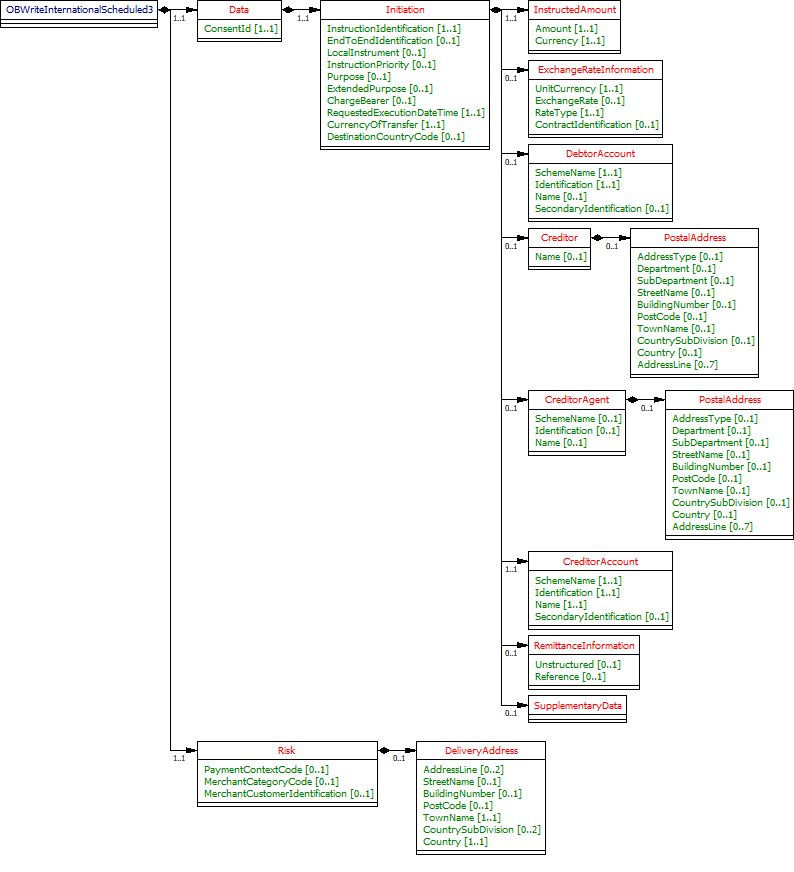 OBWriteInternationalScheduled3
1..1
Data
ConsentId [1..1]
1..1
Initiation
InstructionIdentification [1..1]
EndToEndIdentification [0..1]
LocalInstrument [0..1]
InstructionPriority [0..1]
Purpose [0..1]
ExtendedPurpose [0..1]
ChargeBearer [0..1]
RequestedExecutionDateTime [1..1]
CurrencyOfTransfer [1..1]
DestinationCountryCode [0..1]
1..1
InstructedAmount
Amount [1..1]
Currency [1..1]
0..1
ExchangeRateInformation
UnitCurrency [1..1]
ExchangeRate [0..1]
RateType [1..1]
ContractIdentification [0..1]
0..1
DebtorAccount
SchemeName [1..1]
Identification [1..1]
Name [0..1]
SecondaryIdentification [0..1]
0..1
Creditor
Name [0..1]
0..1
PostalAddress
AddressType [0..1]
Department [0..1]
SubDepartment [0..1]
StreetName [0..1]
BuildingNumber [0..1]
PostCode [0..1]
TownName [0..1]
CountrySubDivision [0..1]
Country [0..1]
AddressLine [0..7]
0..1
CreditorAgent
SchemeName [0..1]
Identification [0..1]
Name [0..1]
0..1
PostalAddress
AddressType [0..1]
Department [0..1]
SubDepartment [0..1]
StreetName [0..1]
BuildingNumber [0..1]
PostCode [0..1]
TownName [0..1]
CountrySubDivision [0..1]
Country [0..1]
AddressLine [0..7]
1..1
CreditorAccount
SchemeName [1..1]
Identification [1..1]
Name [1..1]
SecondaryIdentification [0..1]
0..1
RemittanceInformation
Unstructured [0..1]
Reference [0..1]
0..1
SupplementaryData
1..1
Risk
PaymentContextCode [0..1]
MerchantCategoryCode [0..1]
MerchantCustomerIdentification [0..1]
0..1
DeliveryAddress
AddressLine [0..2]
StreetName [0..1]
BuildingNumber [0..1]
PostCode [0..1]
TownName [1..1]
CountrySubDivision [0..2]
Country [1..1]